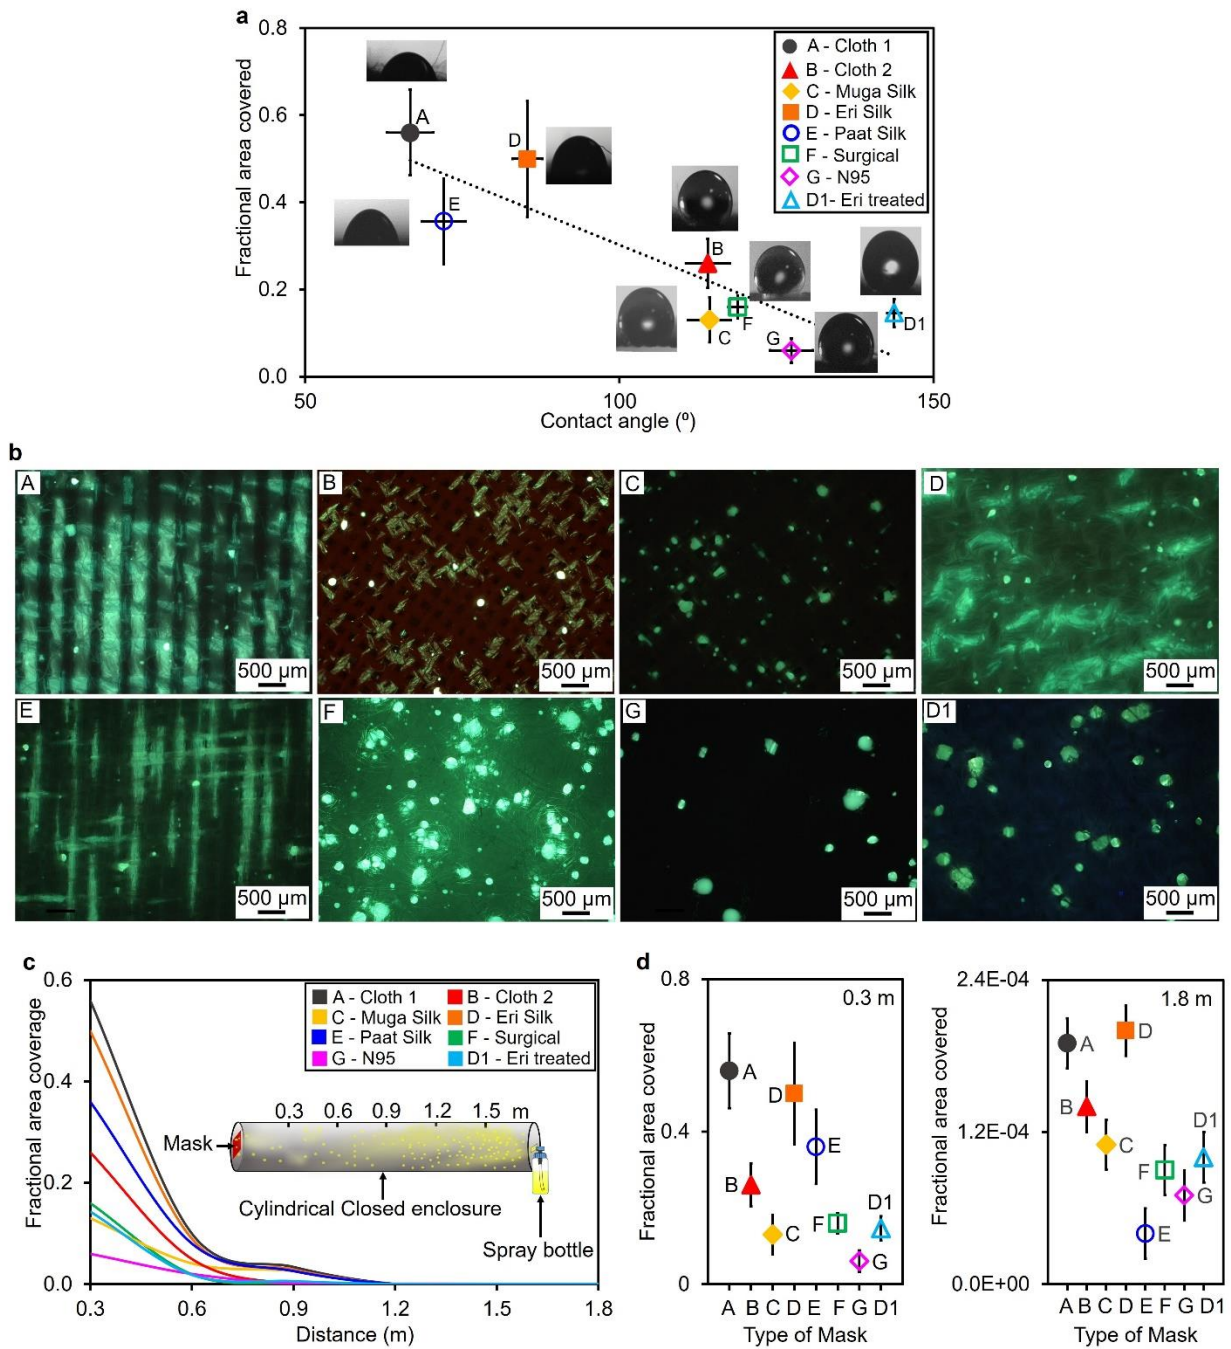 a
Fractional area covered
0.8
0.6
0.4
0.2
0.0
50
100
150
Contact angle (º)
A
D
E
B
C
F
G
D1
A - Cloth 1
B - Cloth 2
C - Muga Silk
D - Eri Silk
E - Paat Silk
F - Surgical
G - N95
D1- Eri treated
b
A
500 µm
B
500 µm
C
500 µm
D
500 µm
E
500 µm
F
500 µm
G
500 µm
D1
500 µm
c
Fractional area coverage
0.6
0.4
0.2
0.0
0.3
0.6
0.9
1.2
1.5
1.8
Distance (m)
A - Cloth 1
B - Cloth 2
C - Muga Silk
D - Eri Silk
E - Paat Silk
F - Surgical
G - N95
D1 - Eri treated
0.3 0.6 0.9 1.2 1.5 m
Mask
Cylindrical Closed enclosure
Spray bottle
d
Fractional area covered
0.8
0.4
0
0.3 m
A
B
C
D
E
F
G
D1
A B C D E F G D1
Type of Mask
Fractional area covered
2.4E-04
1.2E-04
0.0E+00
1.8 m
A
B
C
D
E
F
G
D1
A B C D E F G D1
Type of Mask